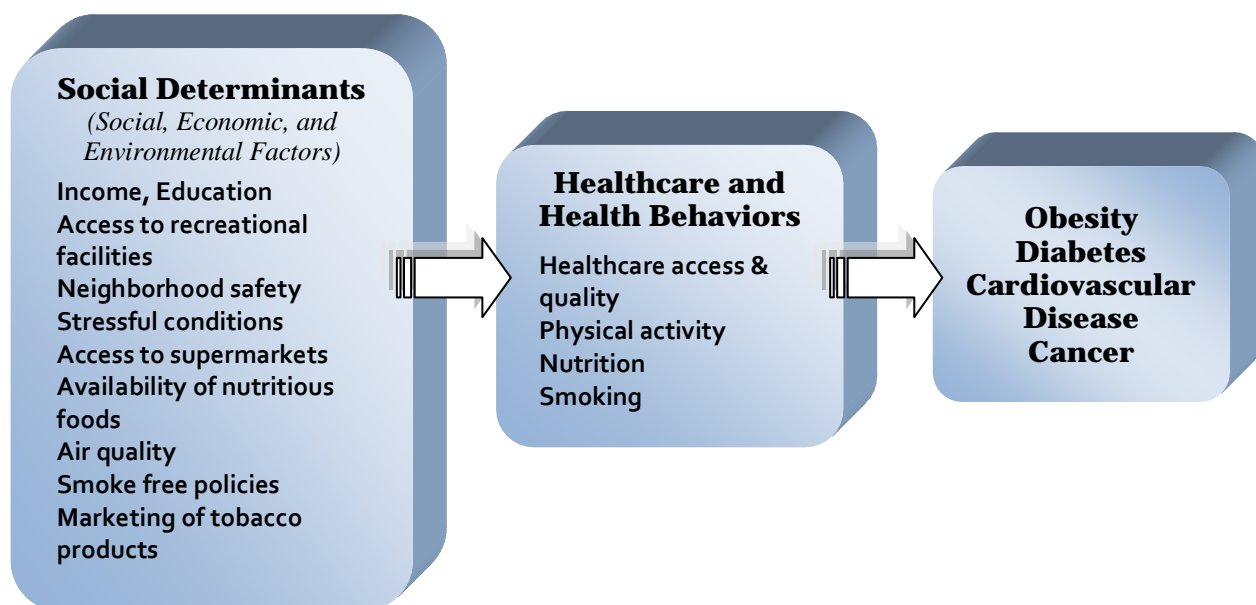 Social Determinants
(Social, Economic, and
Environmental Factors)
Income, Education
Access to recreational
facilities
Neighborhood safety
Stressful conditions
Access to supermarkets
Availability of nutritious
foods
Air quality
Smoke free policies
Marketing of tobacco
products
Healthcare and
Health Behaviors
Healthcare access &
quality
Physical activity
Nutrition
Smoking
Obesity
Diabetes
Cardiovascular
Disease
Cancer